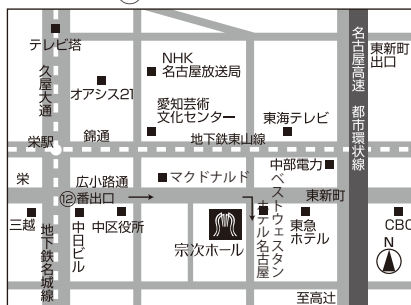 テレビ塔
久屋大通
オアシス21
NHK
名古屋放送局
愛知芸術
文化センター
名古屋高速 都市環状線
東新町
出口
東海テレビ
栄駅
錦通
地下鉄東山線
中部電力
栄
広小路通
マクドナルド
東新町
⑫番出口
三越
地下鉄名城線
中日
ビル
中区役所
宗次ホール
ベストウェスタン
ホテル名古屋
東急
ホテル
CBC
N
至高辻